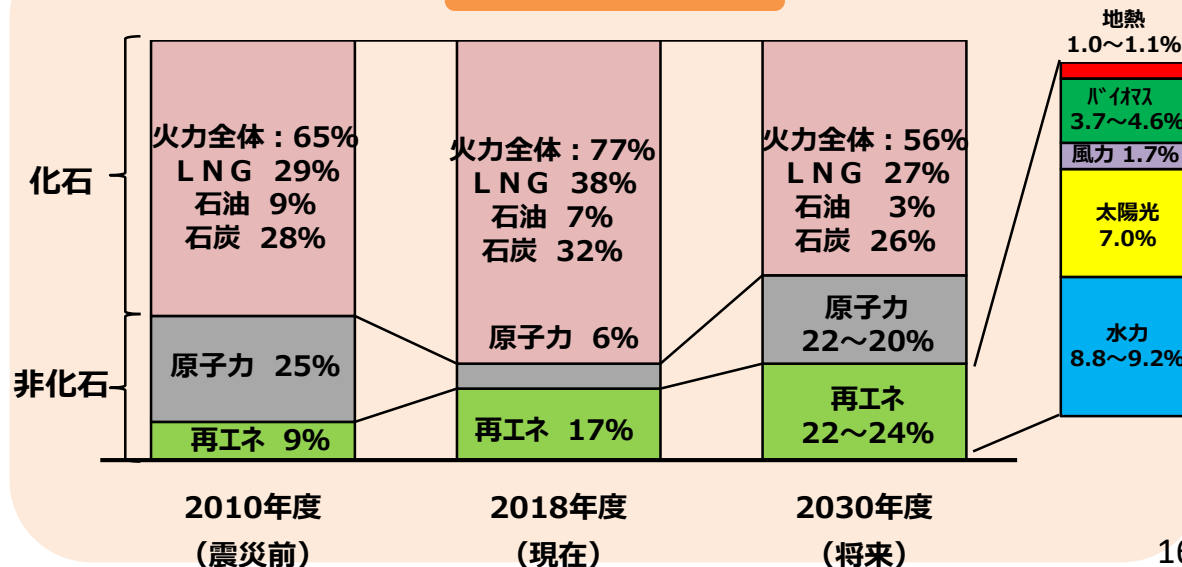 化石
非化石
火力全体：65%
ＬＮＧ 29%
石油 9%
石炭 28%
原子力 25%
再エネ 9%
2010年度
（震災前）
火力全体：77%
ＬＮＧ 38%
石油 7%
石炭 32%
原子力 6%
再エネ 17%
2018年度
（現在）
火力全体：56%
ＬＮＧ 27%
石油 3%
石炭 26%
原子力
22～20%
再エネ
22～24%
2030年度
（将来）
地熱
1.0～1.1%
ﾊﾞｲｵﾏｽ
3.7～4.6%
風力 1.7%
太陽光
7.0%
水力
8.8～9.2%
16